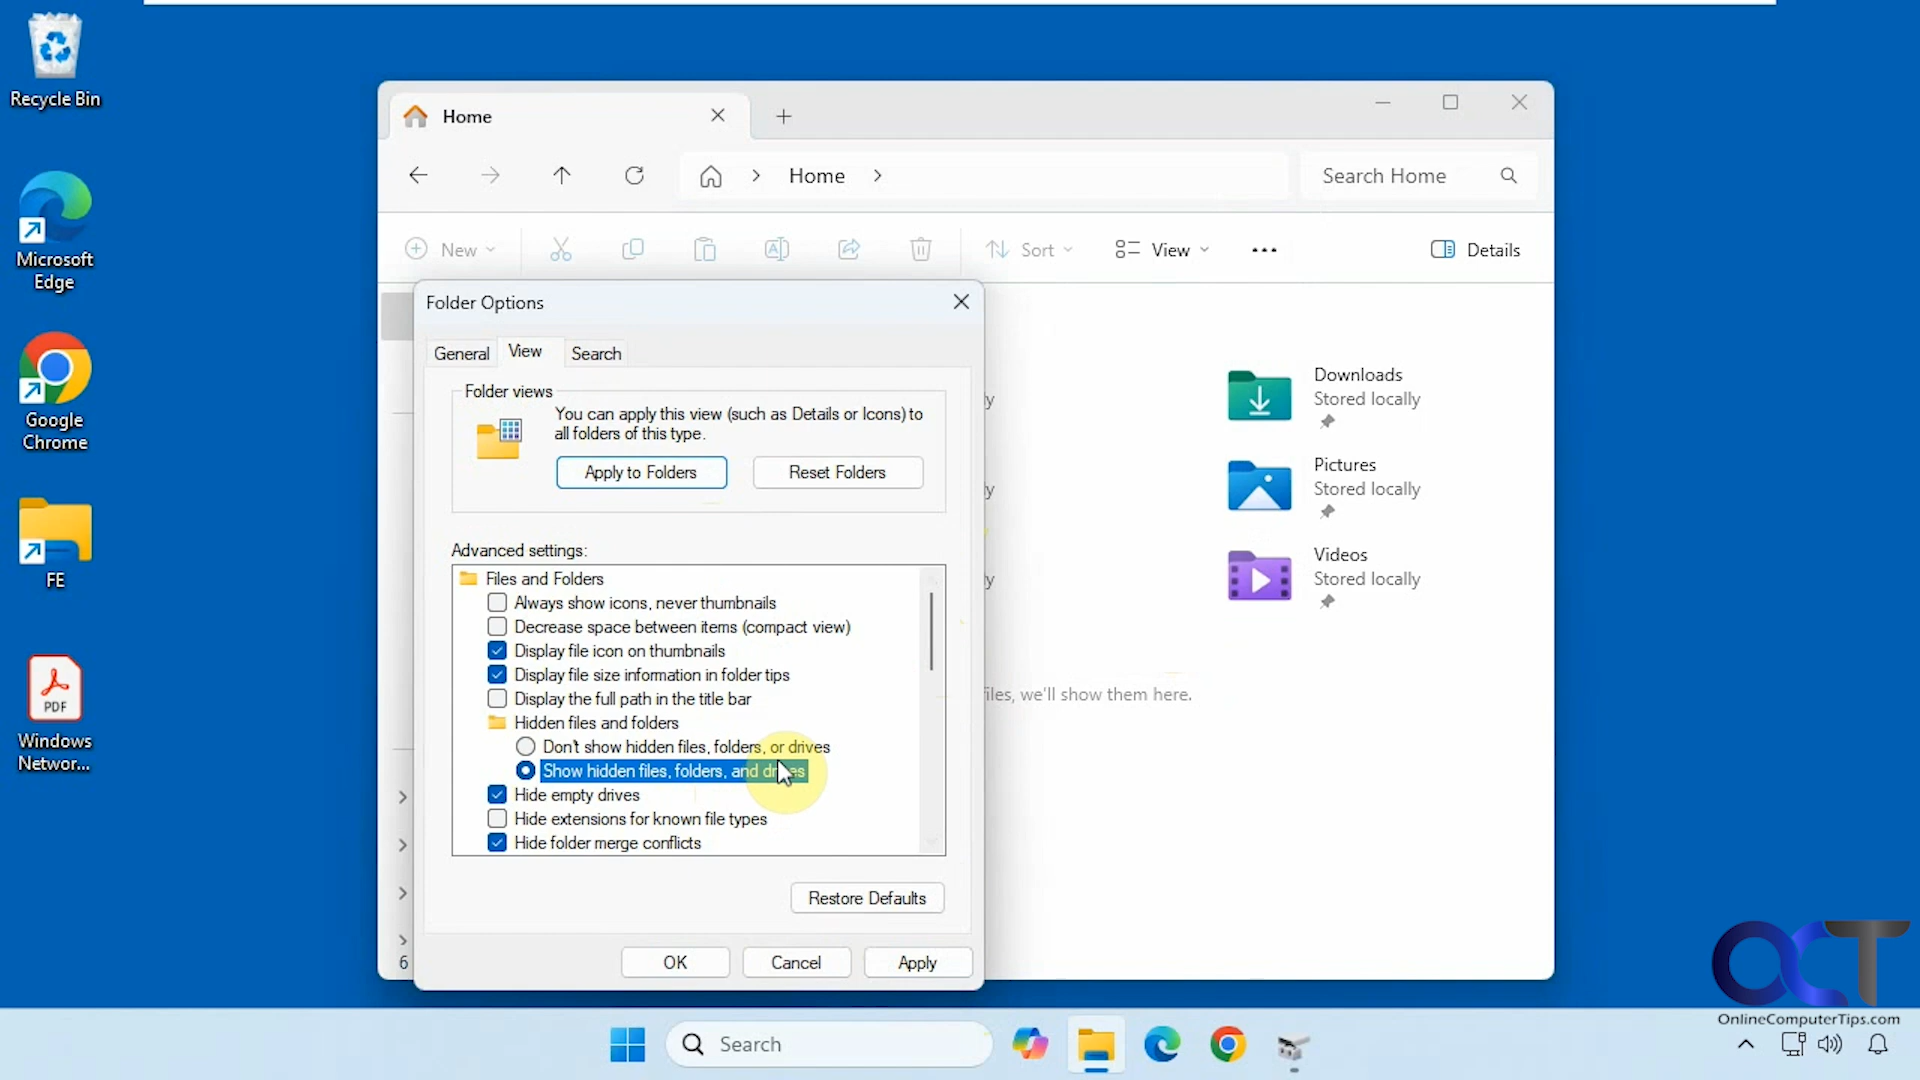 Recycle Bin
Microsoft
Edge
Google
Chrome
FE
PDF
Windows
Networ...
Home
Home
Search Home
New
Sort
View
Details
Folder Options
General
View
Search
Folder views
You can apply this view (such as Details or Icons) to
all folders of this type.
Apply to Folders
Reset Folders
Advanced settings:
Files and Folders
Always show icons, never thumbnails
Decrease space between items (compact view)
Display file icon on thumbnails
Display file size information in folder tips
Display the full path in the title bar
Hidden files and folders
Don't show hidden files, folders, or drives
Show hidden files, folders, and drives
Hide empty drives
Hide extensions for known file types
Hide folder merge conflicts
Restore Defaults
OK
Cancel
Apply
6
y
y
y
Downloads
Stored locally
Pictures
Stored locally
Videos
Stored locally
files, we'll show them here.
Search
OCT
OnlineComputerTips.com